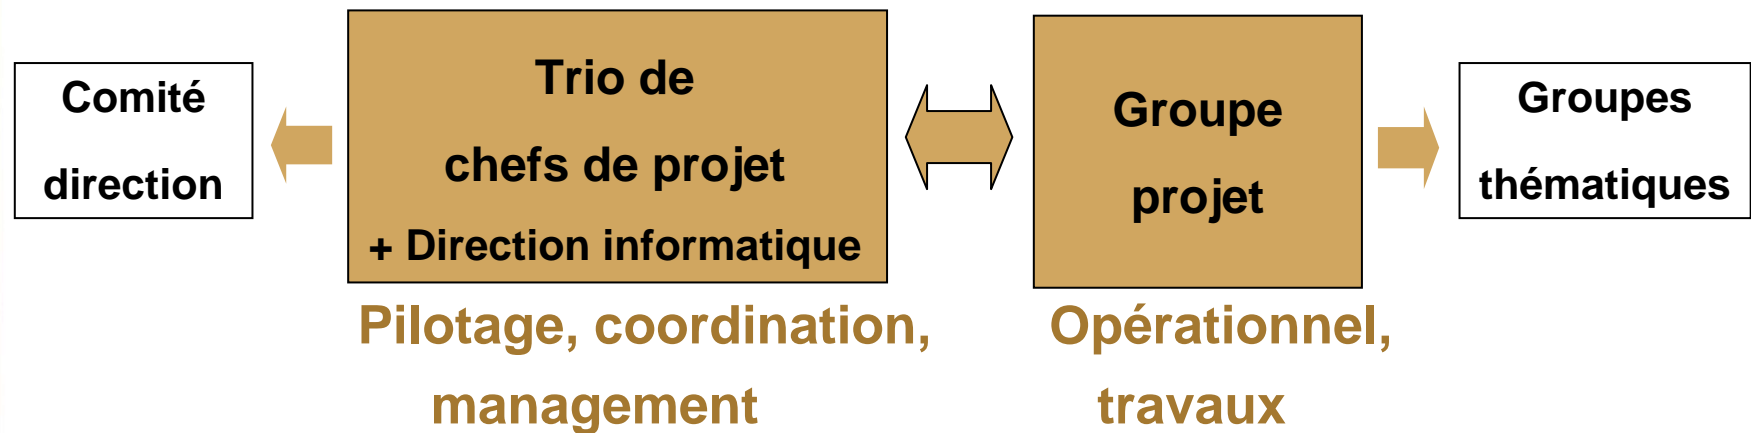 Comité
direction
Trio de
chefs de projet
+ Direction informatique
Groupe
projet
Groupes
thématiques
Pilotage, coordination,
management
Opérationnel,
travaux